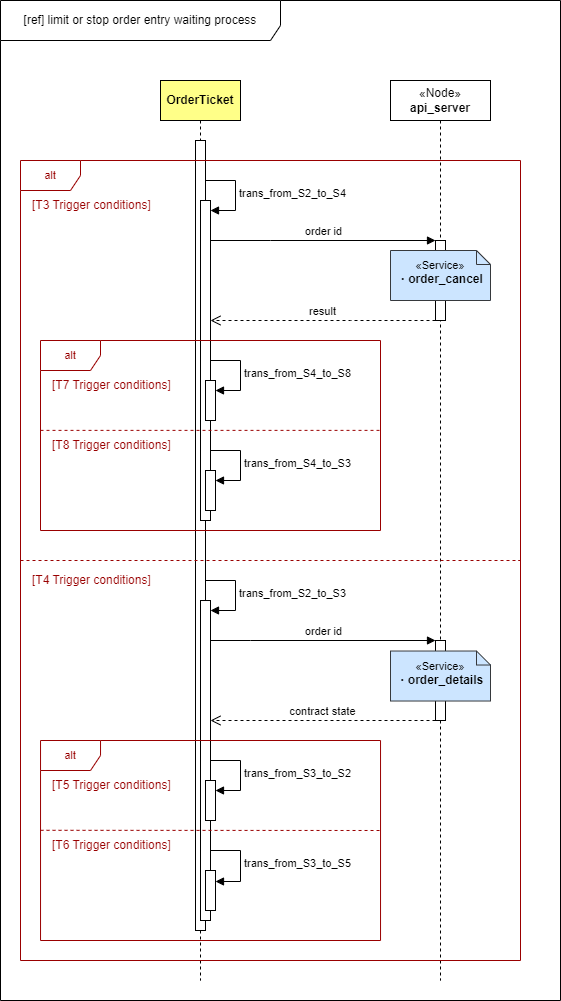 [ref] limit or stop order entry waiting process
OrderTicket
«Node»
api_server
alt
[T3 Trigger conditions]
trans_from_S2_to_S4
order id
«Service»
· order_cancel
result
alt
[T7 Trigger conditions]
trans_from_S4_to_S8
[T8 Trigger conditions]
trans_from_S4_to_S3
[T4 Trigger conditions]
trans_from_S2_to_S3
order id
«Service»
· order_details
contract state
alt
[T5 Trigger conditions]
trans_from_S3_to_S2
[T6 Trigger conditions]
trans_from_S3_to_S5